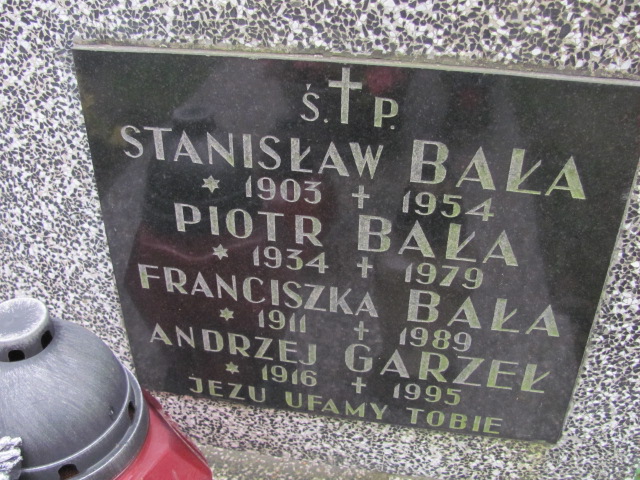 Ś. † P.
STANISŁAW BAŁA
* 1903 † 1954
PIOTR BAŁA
* 1934 † 1979
FRANCISZKA BAŁA
* 1911 † 1989
ANDRZEJ GARZEŁ
* 1916 † 1995
JEZU UFAMY TOBIE